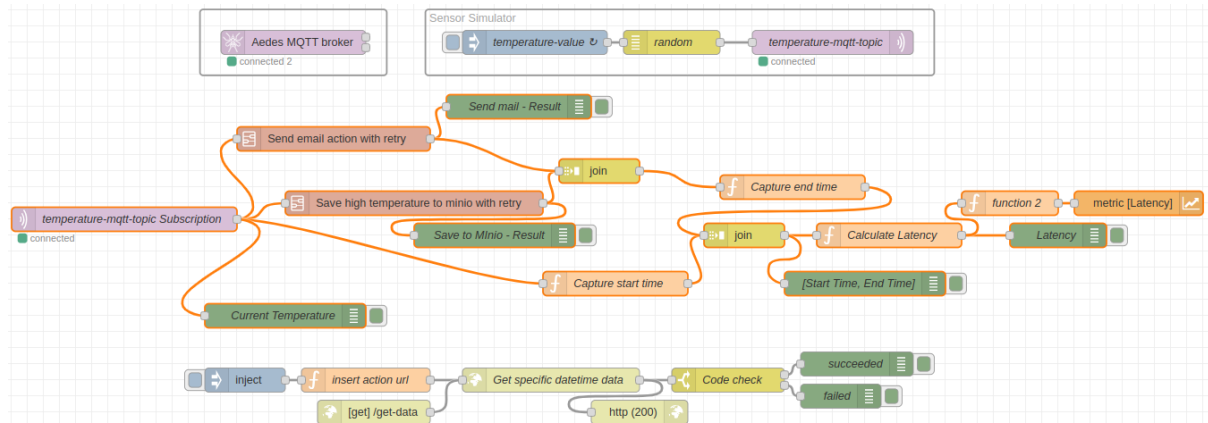 Sensor Simulator
Aedes MQTT broker
connected 2
temperature-value ↻
random
temperature-mqtt-topic
connected
Send mail - Result
Send email action with retry
join
Capture end time
Save high temperature to minio with retry
function 2
metric [Latency]
temperature-mqtt-topic Subscription
connected
Save to MInio - Result
join
Calculate Latency
Latency
Capture start time
[Start Time, End Time]
Current Temperature
succeeded
inject
insert action url
Get specific datetime data
Code check
failed
[get] /get-data
http (200)